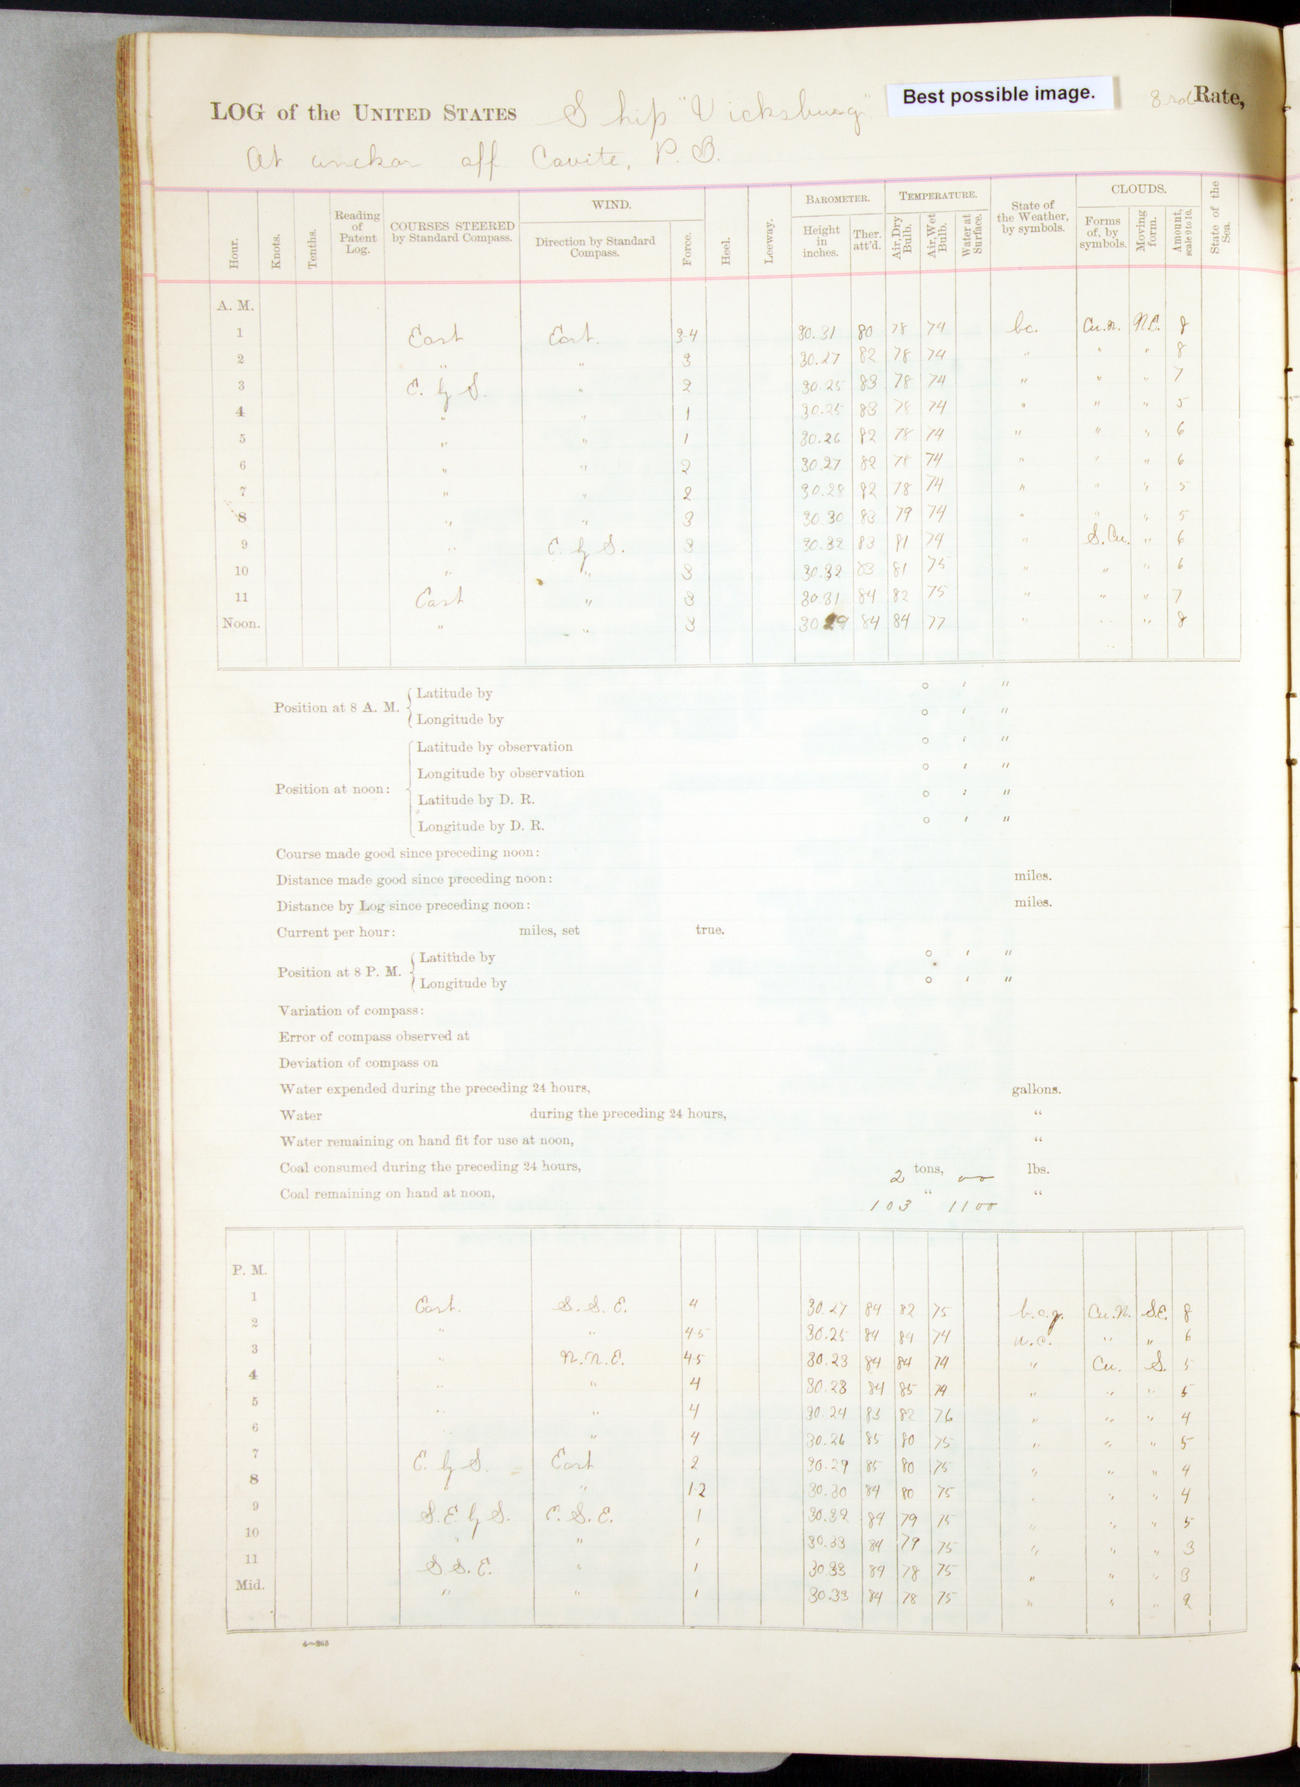 Best possible image.
LOG of the UNITED STATES Ship "Vicksburg" 3rd Rate,
At anchor off Cavite, P. I.
Hour. Knots. Tenths. Reading of Patent Log. COURSES STEERED by Standard Compass. WIND. Direction by Standard Compass. Force. Heel. Leeway. BAROMETER. Height in inches. Ther. att'd. TEMPERATURE. Air, Dry Bulb. Air, Wet Bulb. Water at Surface. State of the Weather, by symbols. CLOUDS. Forms of, by symbols. Moving form. Amount, scale 0 to 10. State of the Sea.
A. M.
1 East East. 3-4 30.31 80 78 74 bc. Cu.N. N.E. 8
2 " " 3 30.27 82 78 74 " " " 8
3 E. by S. " 2 30.25 83 78 74 " " " 7
4 " " 1 30.25 83 78 74 " " " 5
5 " " 1 30.26 82 78 74 " " " 6
6 " " 2 30.27 82 78 74 " " " 6
7 " " 2 30.28 82 78 74 " " " 5
8 " " 3 30.30 83 79 74 " " " 5
9 " E. by S. 3 30.32 83 81 74 " S.Cu. " 6
10 " " 3 30.32 83 81 75 " " " 6
11 East " 3 30.31 84 82 75 " " " 7
Noon. " " 3 30.29 84 84 77 " " " 8
Position at 8 A. M. Latitude by ° ′ ″
Longitude by ° ′ ″
Position at noon: Latitude by observation ° ′ ″
Longitude by observation ° ′ ″
Latitude by D. R. ° ′ ″
Longitude by D. R. ° ′ ″
Course made good since preceding noon:
Distance made good since preceding noon: miles.
Distance by Log since preceding noon: miles.
Current per hour: miles, set true.
Position at 8 P. M. Latitude by ° ′ ″
Longitude by ° ′ ″
Variation of compass:
Error of compass observed at
Deviation of compass on
Water expended during the preceding 24 hours, gallons.
Water during the preceding 24 hours, "
Water remaining on hand fit for use at noon, "
Coal consumed during the preceding 24 hours, 2 tons, 00 lbs.
Coal remaining on hand at noon, 103 " 1100 "
P. M.
1 East. S. S. E. 4 30.27 84 82 75 Cu.N. S.E. 8
2 " " 4-5 30.25 84 84 74 " " 6
3 " N. N. E. 4-5 30.23 84 84 74 " Cu. S. 5
4 " " 4 30.23 84 85 74 " " " 5
5 " " 4 30.24 83 82 76 " " " 4
6 " " 4 30.26 85 80 75 " " " 5
7 E. by S. East 2 30.29 85 80 75 " " " 4
8 " 1-2 30.30 84 80 75 " " " 4
9 S.E. by S. E. S. E. 1 30.32 84 79 75 " " " 5
10 " " 1 30.33 84 79 75 " " " 3
11 S. S. E. " 1 30.33 84 78 75 " " " 3
Mid. " " 1 30.33 84 78 75 " " " 2